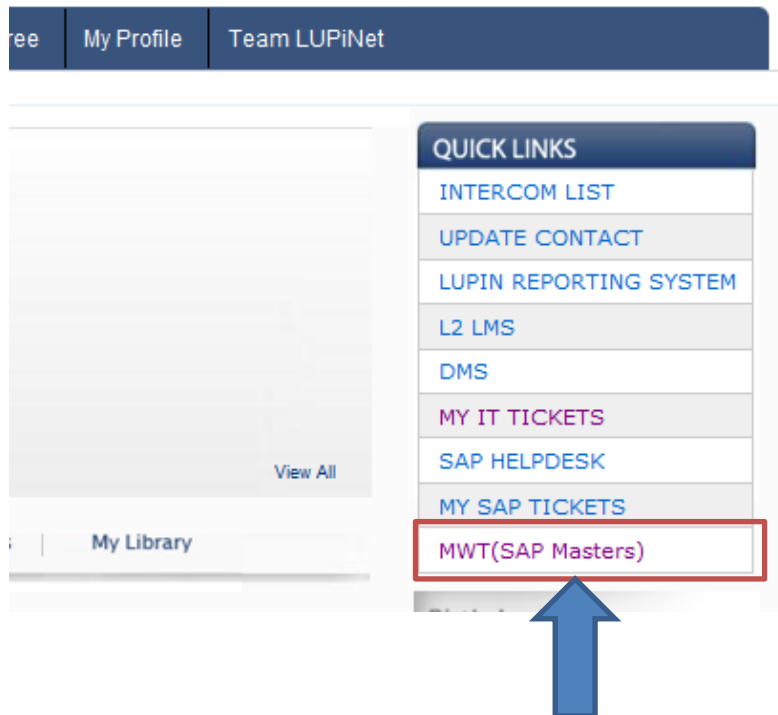 ree My Profile Team LUPiNet
QUICK LINKS
INTERCOM LIST
UPDATE CONTACT
LUPIN REPORTING SYSTEM
L2 LMS
DMS
MY IT TICKETS
SAP HELPDESK
View All
MY SAP TICKETS
s | My Library
MWT(SAP Masters)